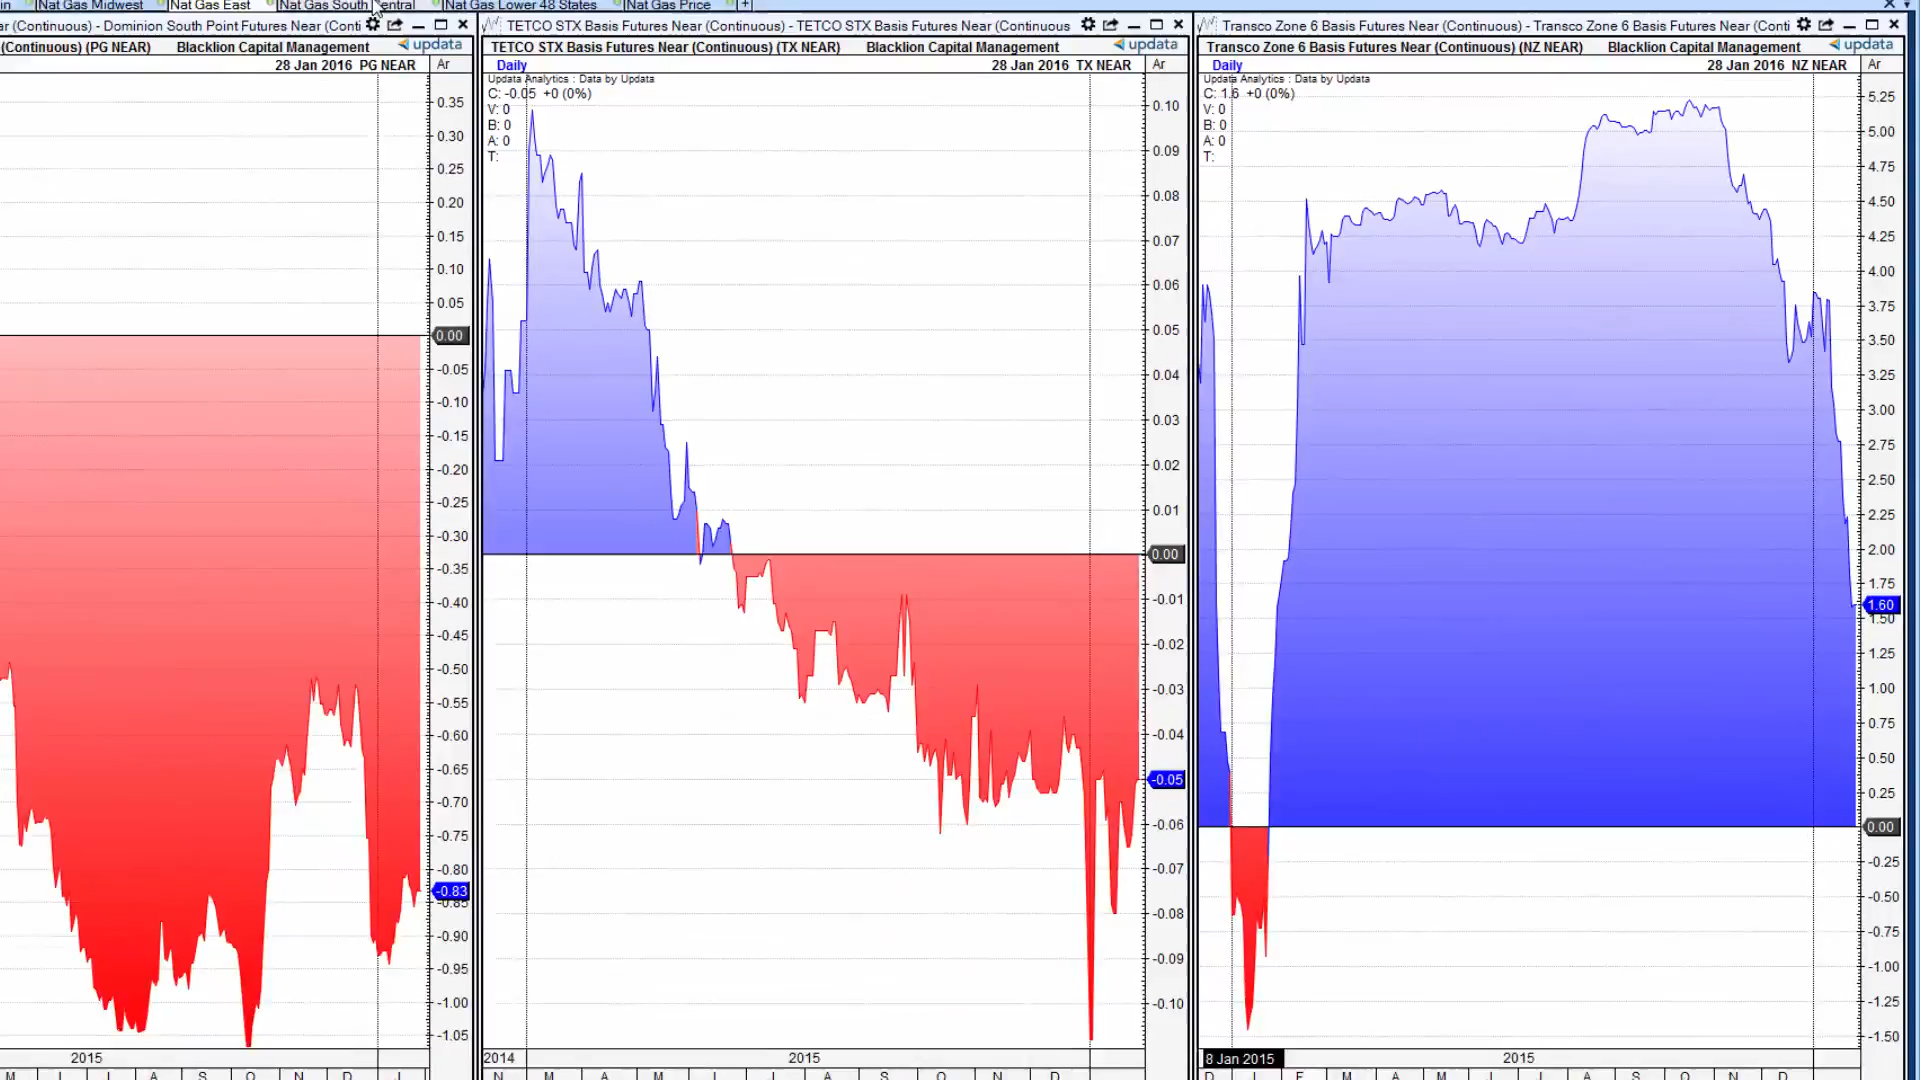 in
Nat Gas Midwest
Nat Gas East
Nat Gas South Central
Nat Gas Lower 48 States
Nat Gas Price
ar (Continuous) - Dominion South Point Futures Near (Conti
(Continuous) (PG NEAR) Blacklion Capital Management updata
28 Jan 2016 PG NEAR Ar
0.35
0.30
0.25
0.20
0.15
0.10
0.05
0.00
-0.05
-0.10
-0.15
-0.20
-0.25
-0.30
-0.35
-0.40
-0.45
-0.50
-0.55
-0.60
-0.65
-0.70
-0.75
-0.80
-0.83
-0.85
-0.90
-0.95
-1.00
-1.05
2015
A S O N D J
TETCO STX Basis Futures Near (Continuous) - TETCO STX Basis Futures Near (Continuous
TETCO STX Basis Futures Near (Continuous) (TX NEAR) Blacklion Capital Management updata
Daily 28 Jan 2016 TX NEAR Ar
Updata Analytics : Data by Updata
C: -0.05 +0 (0%)
V: 0
B: 0
A: 0
T:
0.10
0.09
0.08
0.07
0.06
0.05
0.04
0.03
0.02
0.01
0.00
-0.01
-0.02
-0.03
-0.04
-0.05
-0.06
-0.07
-0.08
-0.09
-0.10
2014 2015
N M A M J J A S O N D
Transco Zone 6 Basis Futures Near (Continuous) - Transco Zone 6 Basis Futures Near (Conti
Transco Zone 6 Basis Futures Near (Continuous) (NZ NEAR) Blacklion Capital Management updata
Daily 28 Jan 2016 NZ NEAR Ar
Updata Analytics : Data by Updata
C: 1.6 +0 (0%)
V: 0
B: 0
A: 0
T:
5.25
5.00
4.75
4.50
4.25
4.00
3.75
3.50
3.25
3.00
2.75
2.50
2.25
2.00
1.75
1.60
1.50
1.25
1.00
0.75
0.50
0.25
0.00
-0.25
-0.50
-0.75
-1.00
-1.25
-1.50
8 Jan 2015 2015
D J F M A M J J A S O N D